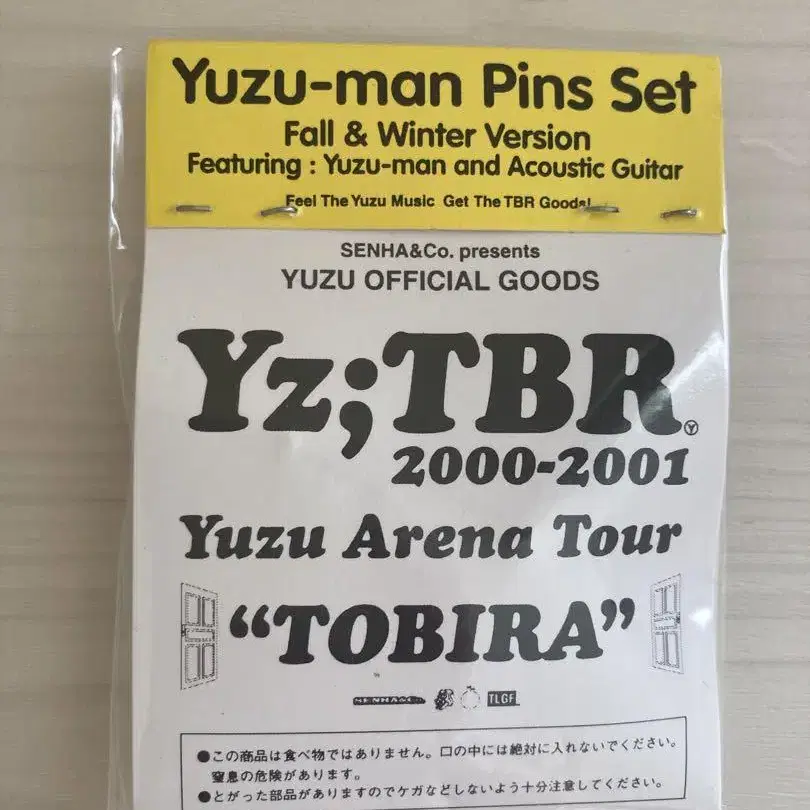 Yuzu-man Pins Set
Fall & Winter Version
Featuring : Yuzu-man and Acoustic Guitar
Feel The Yuzu Music Get The TBR Goods!
SENHA&Co. presents
YUZU OFFICIAL GOODS
Yz;TBR Ⓨ
2000-2001
Yuzu Arena Tour
“TOBIRA”
SENHA&Co. TLGF
●この商品は食べ物ではありません。口の中には絶対に入れないでください。
窒息の危険があります。
●とがった部品がありますのでケガなどしないよう十分注意してください。